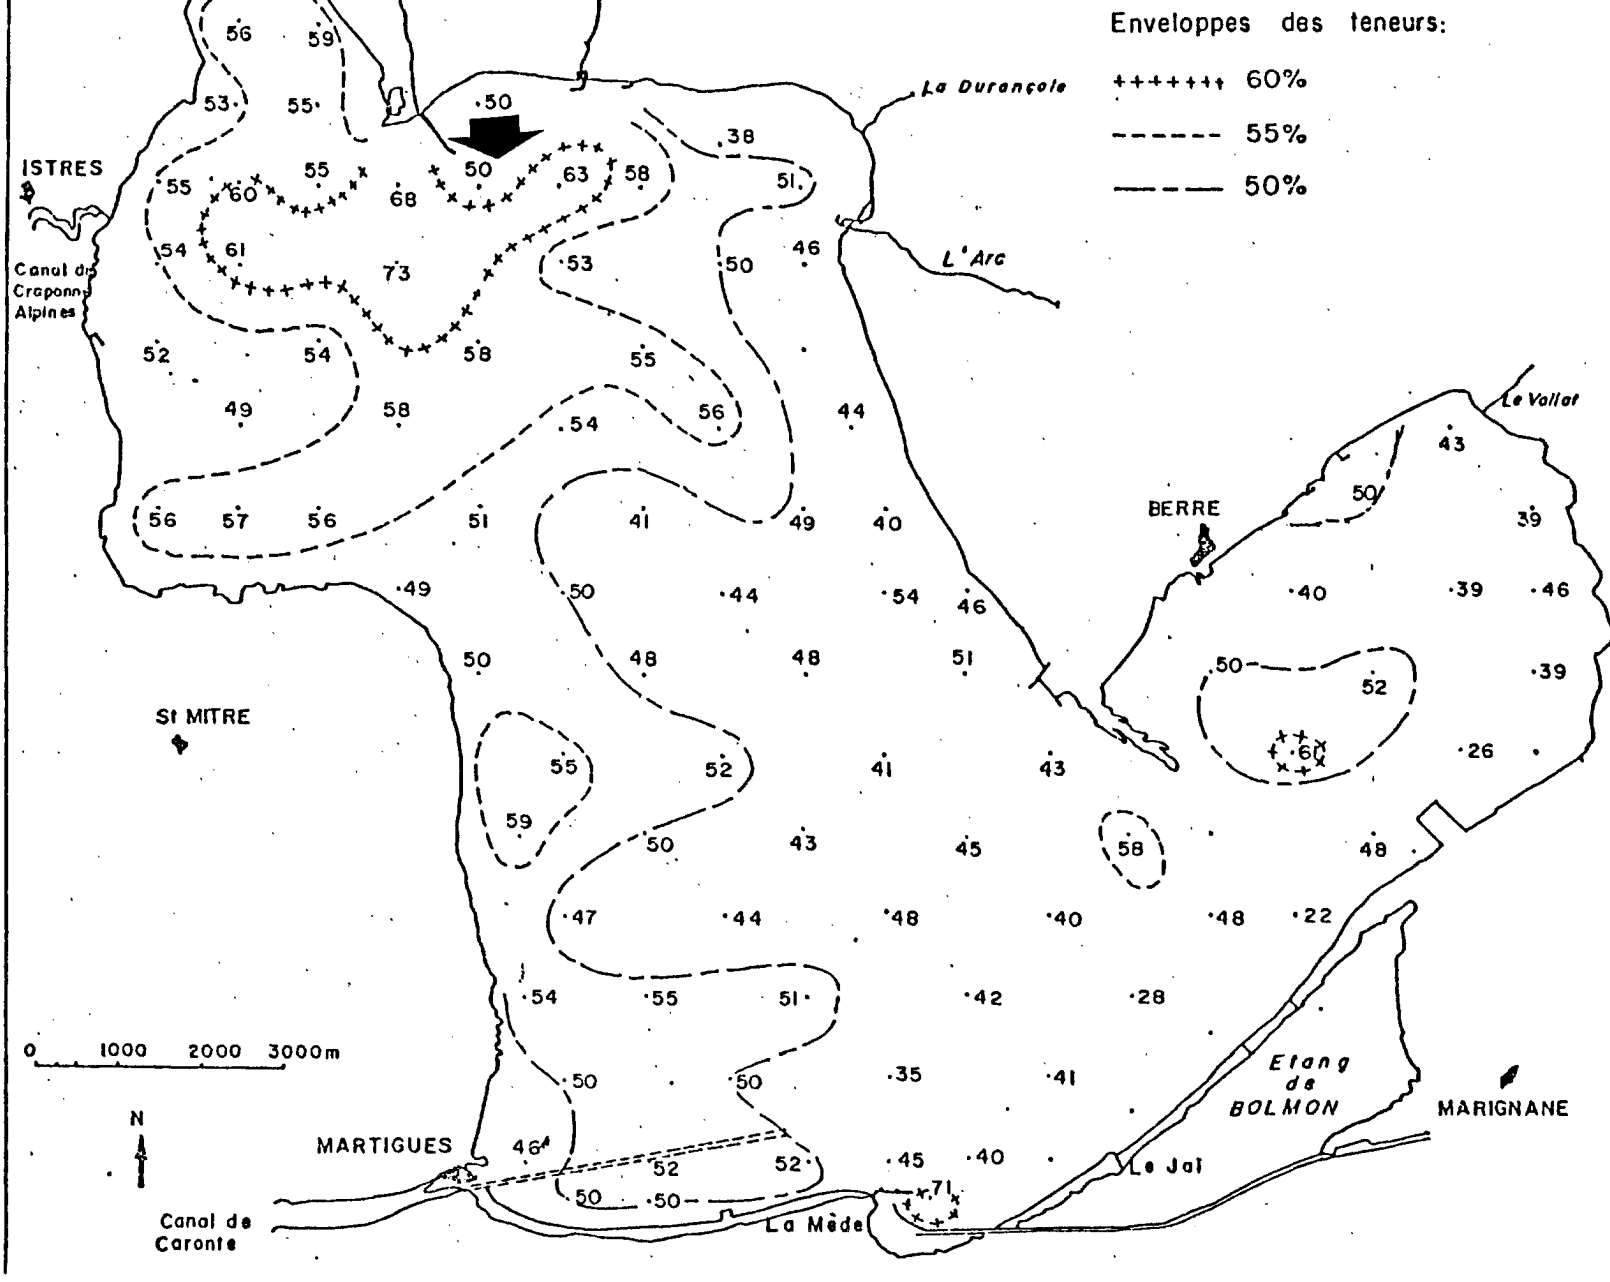 Enveloppes des teneurs:
++++++ 60%
------ 55%
— — — 50%
56 59
53 55 50
La Durançole
38
ISTRES
55 60 55 68 50 63 58 51
54 61 73 53 50 46
L'Arc
Canal de
Craponne
Alpines
52 54 58 55
49 58 54 56 44
Le Vallat
43
50
BERRE
56 57 56 51 41 49 40 39
49 50 44 54 46 40 39 46
50 48 48 51 50 52 39
St MITRE
55 52 41 43 60 26
59 50 43 45 58 48
47 44 48 40 48 22
54 55 51 42 28
0 1000 2000 3000m
50 50 35 41
Etang
de
BOLMON
MARIGNANE
N
MARTIGUES
46 52 52 45 40
Le Jaï
50 50 71
La Mède
Canal de
Caronte